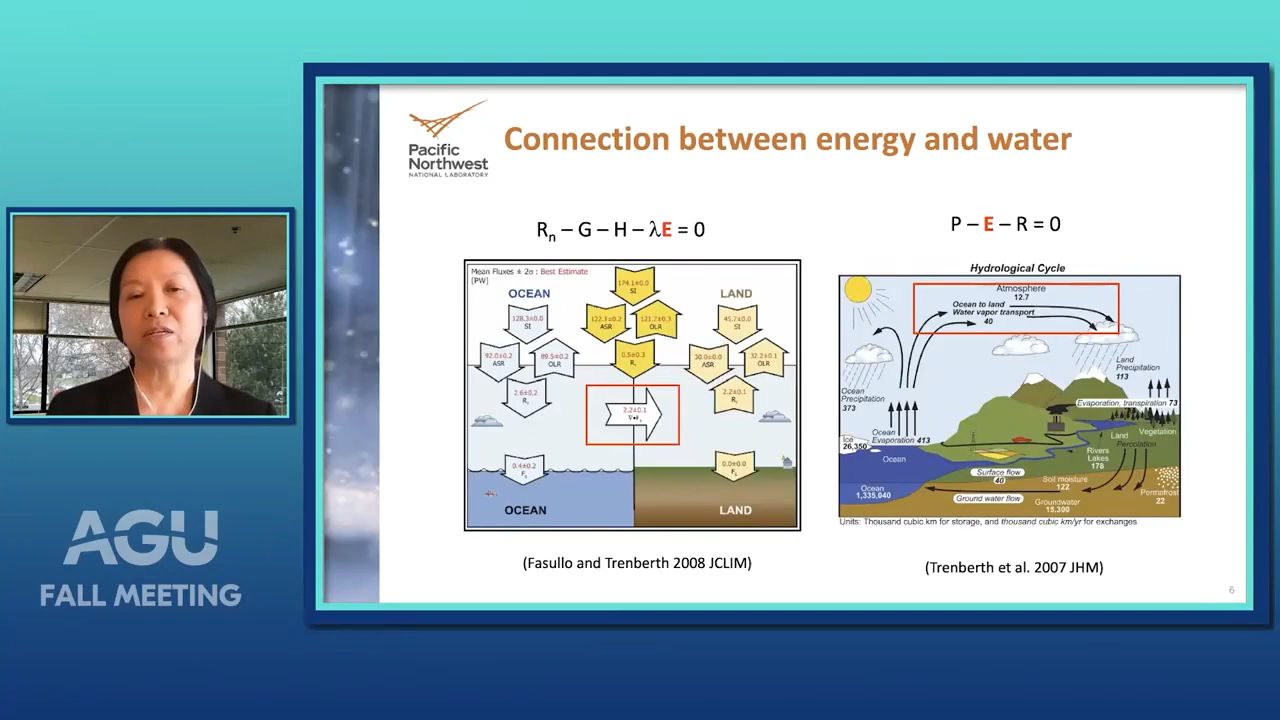 Pacific
Northwest
NATIONAL LABORATORY
Connection between energy and water
Rn – G – H – λE = 0
P – E – R = 0
Mean Fluxes ± 2σ : Best Estimate
[PW]
OCEAN
LAND
174.1±0.0
SI
128.3±0.0
SI
122.3±0.2
ASR
121.7±0.3
OLR
45.7±0.0
SI
92.0±0.2
ASR
89.5±0.2
OLR
0.5±0.3
30.0±0.0
ASR
32.2±0.1
OLR
2.6±0.2
2.2±0.1
2.2±0.1
0.4±0.2
0.0±0.0
OCEAN
LAND
(Fasullo and Trenberth 2008 JCLIM)
Hydrological Cycle
Atmosphere
12.7
Ocean to land
Water vapor transport
40
Land
Precipitation
113
Ocean
Precipitation
373
Evaporation, transpiration 73
Ocean
Evaporation 413
Ice
26,350
Vegetation
Land
Percolation
Ocean
Rivers
Lakes
178
Surface flow
40
Soil moisture
122
Ocean
1,335,040
Ground water flow
Groundwater
15,300
Permafrost
22
Units: Thousand cubic km for storage, and thousand cubic km/yr for exchanges
(Trenberth et al. 2007 JHM)
6
AGU
FALL MEETING